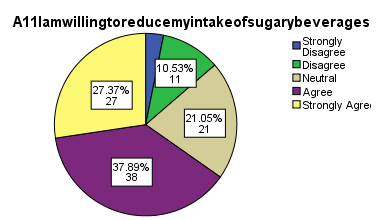 A11Iamwillingtoreducemyintakeofsugarybeverages
Strongly
Disagree
Disagree
Neutral
Agree
Strongly Agre
10.53%
11
27.37%
27
21.05%
21
37.89%
38